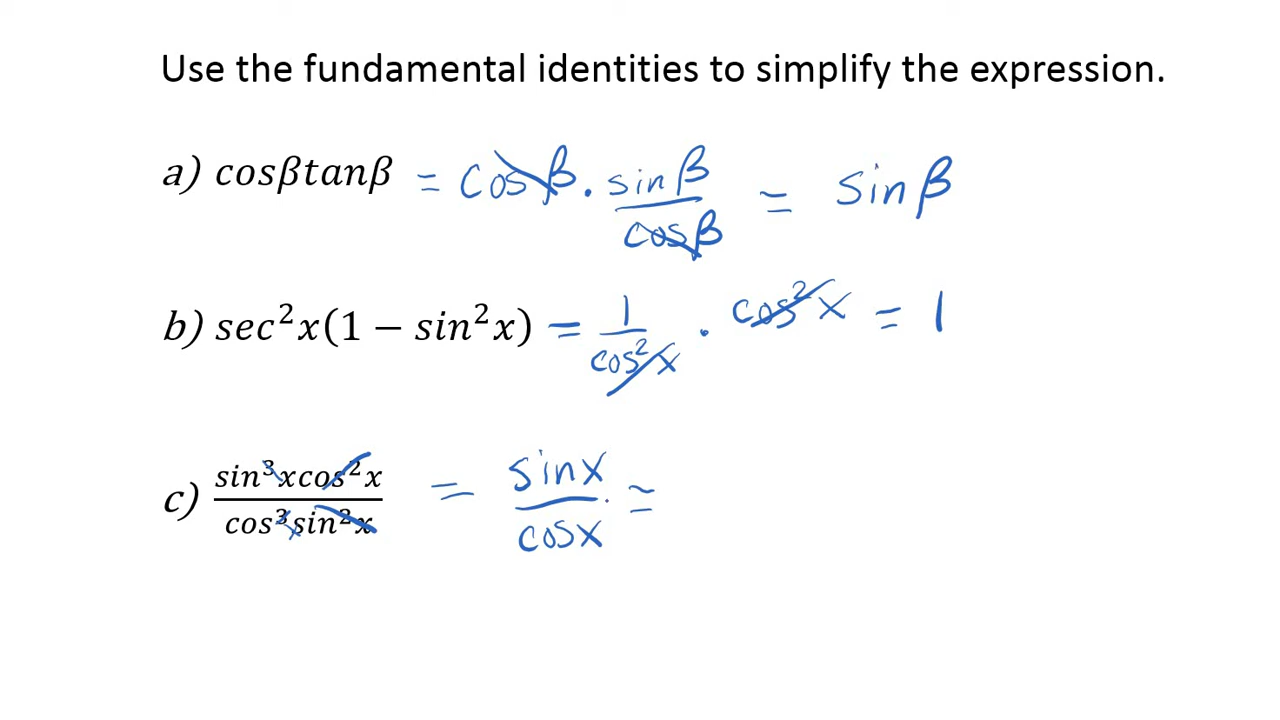 Use the fundamental identities to simplify the expression.
a) cosβtanβ = cosβ · sinβ/cosβ = sinβ
b) sec²x(1 − sin²x) = 1/cos²x · cos²x = 1
c) sin³xcos²x/cos³sin²x = sinx/cosx =